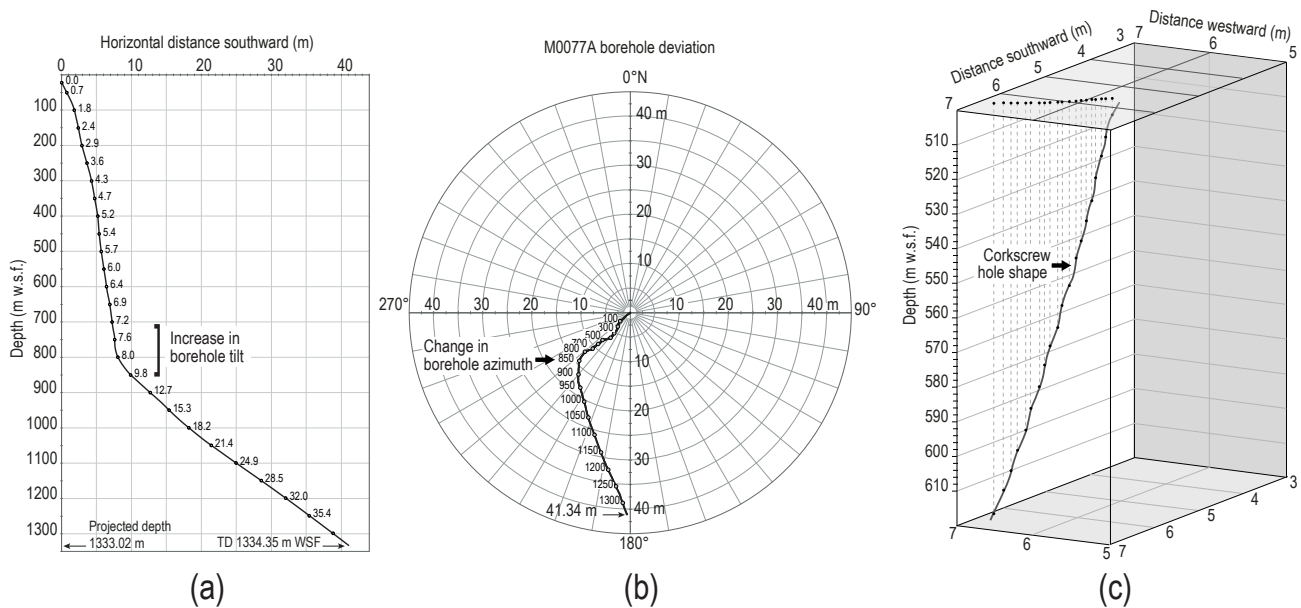 Horizontal distance southward (m)
0 10 20 30 40
Depth (m w.s.f.)
0.0
0.7
100
1.8
2.4
200
2.9
3.6
300
4.3
4.7
400
5.2
5.4
500
5.7
6.0
600
6.4
6.9
700
7.2
7.6
800
8.0
Increase in
borehole tilt
9.8
900
12.7
15.3
1000
18.2
21.4
1100
24.9
28.5
1200
32.0
35.4
1300
Projected depth
1333.02 m
TD 1334.35 m WSF
(a)
M0077A borehole deviation
0°N
40 m
30
20
10
270° 40 30 20 10 10 20 30 40 m 90°
100
300
500
700
800
850
900
950
1000
1050
1100
1150
1200
1250
1300
Change in
borehole azimuth
10
20
30
40 m
41.34 m
180°
(b)
Distance southward (m)
7 6 5 4 3
Distance westward (m)
7 6 5
Depth (m w.s.f.)
510
520
530
540
550
560
570
580
590
600
610
Corkscrew
hole shape
7 6 5
7 6 5 4 3
(c)